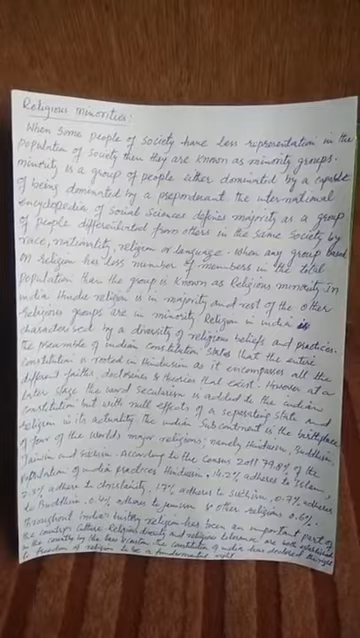 Religious Minorities:
When some people of society have less representation in the
population of society then they are known as minority groups.
minority is a group of people either dominated by a capable
of being dominated by a preponderant the international
encyclopedia of Social Sciences defines majority as a group
of people differentiated from others in the same society by
race, nationality, religion or language. When any group based
on religion has less number of members in the total
population then the group is known as Religious minority. In
India Hindu religion is in majority and rest of the other
religious groups are in minority Religion in India is
characterised by a diversity of religious beliefs and practices.
the preamble of Indian constitution states that the entire
constitution is rooted in Hinduism as it encompasses all the
different faiths, & theories that exist. However at a
later stage the word Secularism is added to the indian
constitution but with null effects of a separating state and
religion in its actuality the indian Subcontinent is the birthplace
of four of the worlds major religions; namely Hinduism, Buddhism,
Jainism and Sikhism. According to the Census 2011 79.8% of the
population of india practices Hinduism, 14.2% adheres to Islam,
2.3% adhere to christianity, 1.7% adheres to Sikhism, 0.7% adheres
to Buddhism, 0.4% adheres to Jainism & other religions 0.6%.
Throughout India's history religion has been an important part of
the country's culture Religious diversity and religious tolerance are both established
in the country by the law & custom the constitution of india has declared the right
to freedom of religion to be a fundamental right.